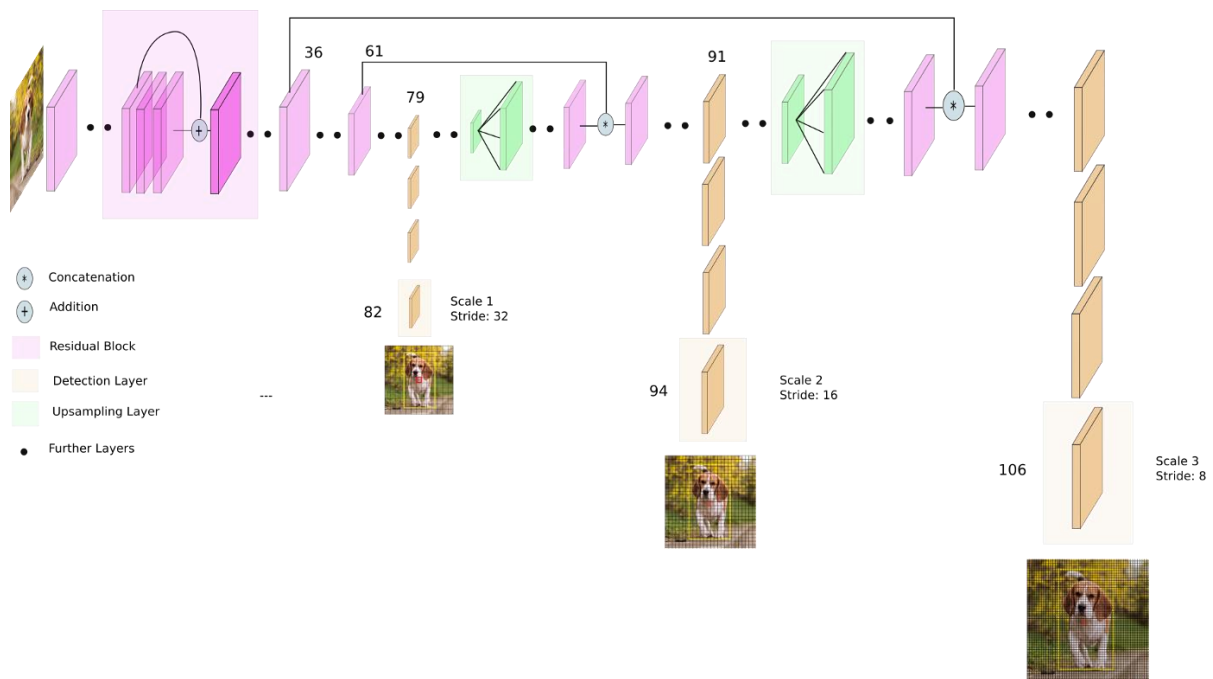 36
61
91
79
Concatenation
Addition
Residual Block
Detection Layer
Upsampling Layer
Further Layers
*
+
+
*
*
---
82
Scale 1
Stride: 32
94
Scale 2
Stride: 16
106
Scale 3
Stride: 8